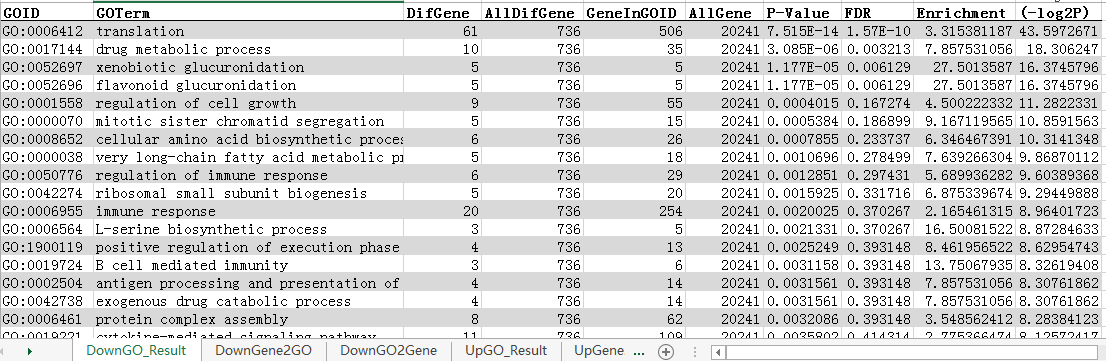 GOID GOTerm DifGene AllDifGene GeneInGOID AllGene P-Value FDR Enrichment (-log2P)
GO:0006412 translation 61 736 506 20241 7.515E-14 1.57E-10 3.315381187 43.5972671
GO:0017144 drug metabolic process 10 736 35 20241 3.085E-06 0.003213 7.857531056 18.306247
GO:0052697 xenobiotic glucuronidation 5 736 5 20241 1.177E-05 0.006129 27.5013587 16.3745796
GO:0052696 flavonoid glucuronidation 5 736 5 20241 1.177E-05 0.006129 27.5013587 16.3745796
GO:0001558 regulation of cell growth 9 736 55 20241 0.0004015 0.167274 4.500222332 11.2822331
GO:0000070 mitotic sister chromatid segregation 5 736 15 20241 0.0005384 0.186899 9.167119565 10.8591563
GO:0008652 cellular amino acid biosynthetic proces 6 736 26 20241 0.0007855 0.233737 6.346467391 10.3141348
GO:0000038 very long-chain fatty acid metabolic p 5 736 18 20241 0.0010696 0.278499 7.639266304 9.86870112
GO:0050776 regulation of immune response 6 736 29 20241 0.0012851 0.297431 5.689936282 9.60389368
GO:0042274 ribosomal small subunit biogenesis 5 736 20 20241 0.0015925 0.331716 6.875339674 9.29449888
GO:0006955 immune response 20 736 254 20241 0.0020025 0.370267 2.165461315 8.96401723
GO:0006564 L-serine biosynthetic process 3 736 5 20241 0.0021331 0.370267 16.50081522 8.87284633
GO:1900119 positive regulation of execution phase 4 736 13 20241 0.0025249 0.393148 8.461956522 8.62954743
GO:0019724 B cell mediated immunity 3 736 6 20241 0.0031158 0.393148 13.75067935 8.32619408
GO:0002504 antigen processing and presentation of 4 736 14 20241 0.0031561 0.393148 7.857531056 8.30761862
GO:0042738 exogenous drug catabolic process 4 736 14 20241 0.0031561 0.393148 7.857531056 8.30761862
GO:0006461 protein complex assembly 8 736 62 20241 0.0032086 0.393148 3.548562412 8.28384123
GO:0019221 cytokine-mediated signaling pathway 11 736 109 20241 0.0035802 0.414314 2.775366474 8.12572417
DownGO_Result DownGene2GO DownGO2Gene UpGO_Result UpGene ...